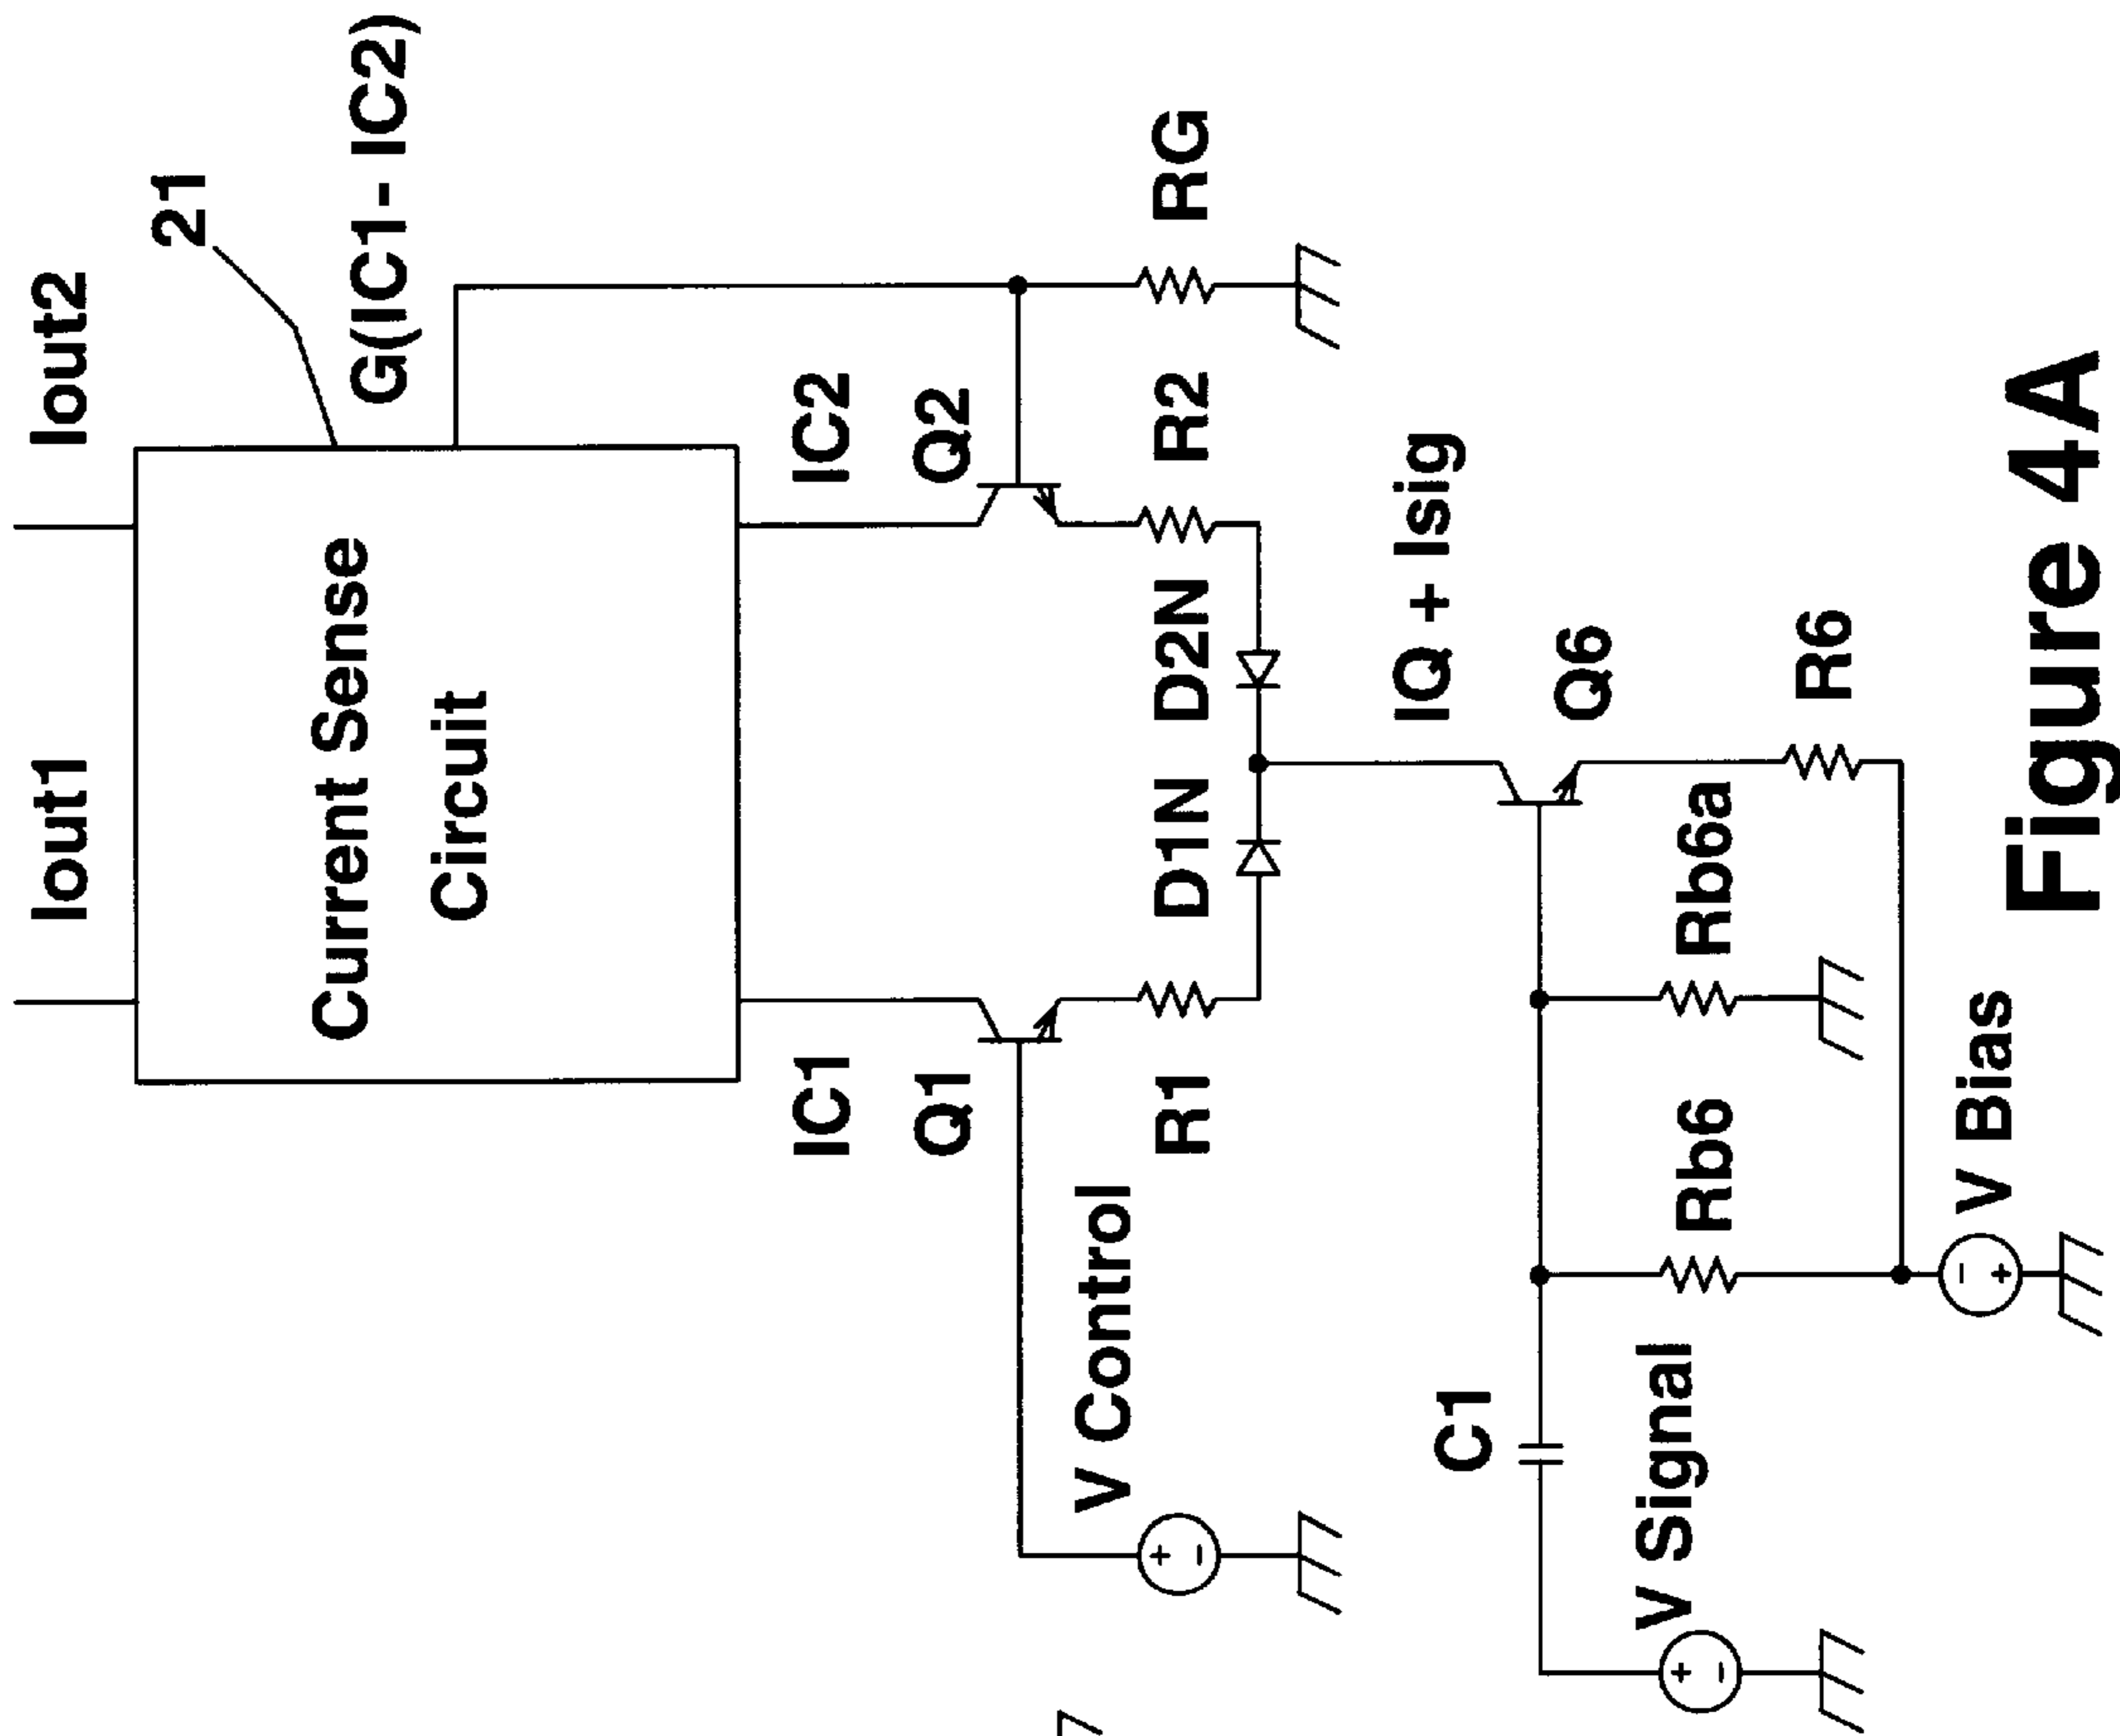 Iout1
Iout2
21
Current Sense
Circuit
G(IC1- IC2)
IC1
IC2
Q1
Q2
V Control
+
-
R1
D1N
D2N
R2
RG
IQ + Isig
C1
Q6
V Signal
+
-
Rb6
Rb6a
R6
V Bias
-
+
Figure 4A